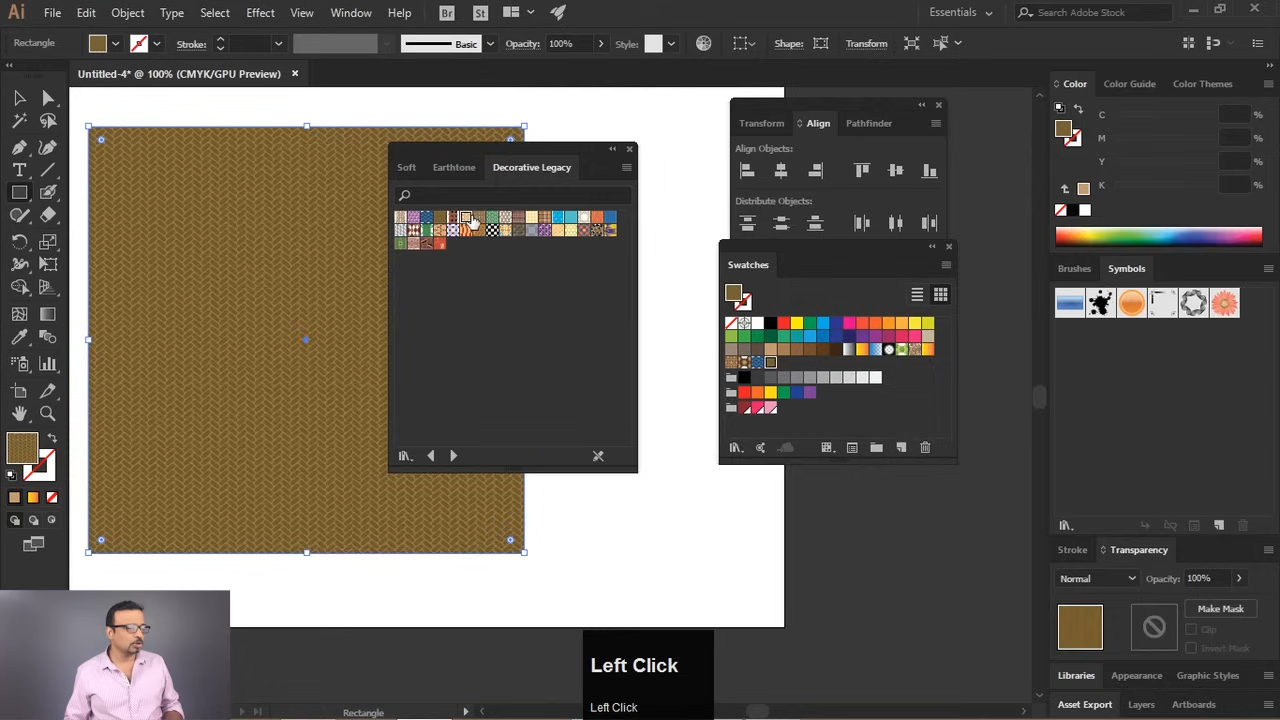 Ai File Edit Object Type Select Effect View Window Help Br St Essentials Search Adobe Stock
Rectangle Stroke: Basic Opacity: 100% Style: Shape: Transform
Untitled-4* @ 100% (CMYK/GPU Preview) ×
Color Color Guide Color Themes
C %
M %
Y %
K %
Transform Align Pathfinder
Align Objects:
Distribute Objects:
Soft Earthtone Decorative Legacy
Swatches
Brushes Symbols
Stroke Transparency
Normal Opacity: 100%
Make Mask
Clip
Invert Mask
Libraries Appearance Graphic Styles
Asset Export Layers Artboards
Left Click
Left Click
Rectangle